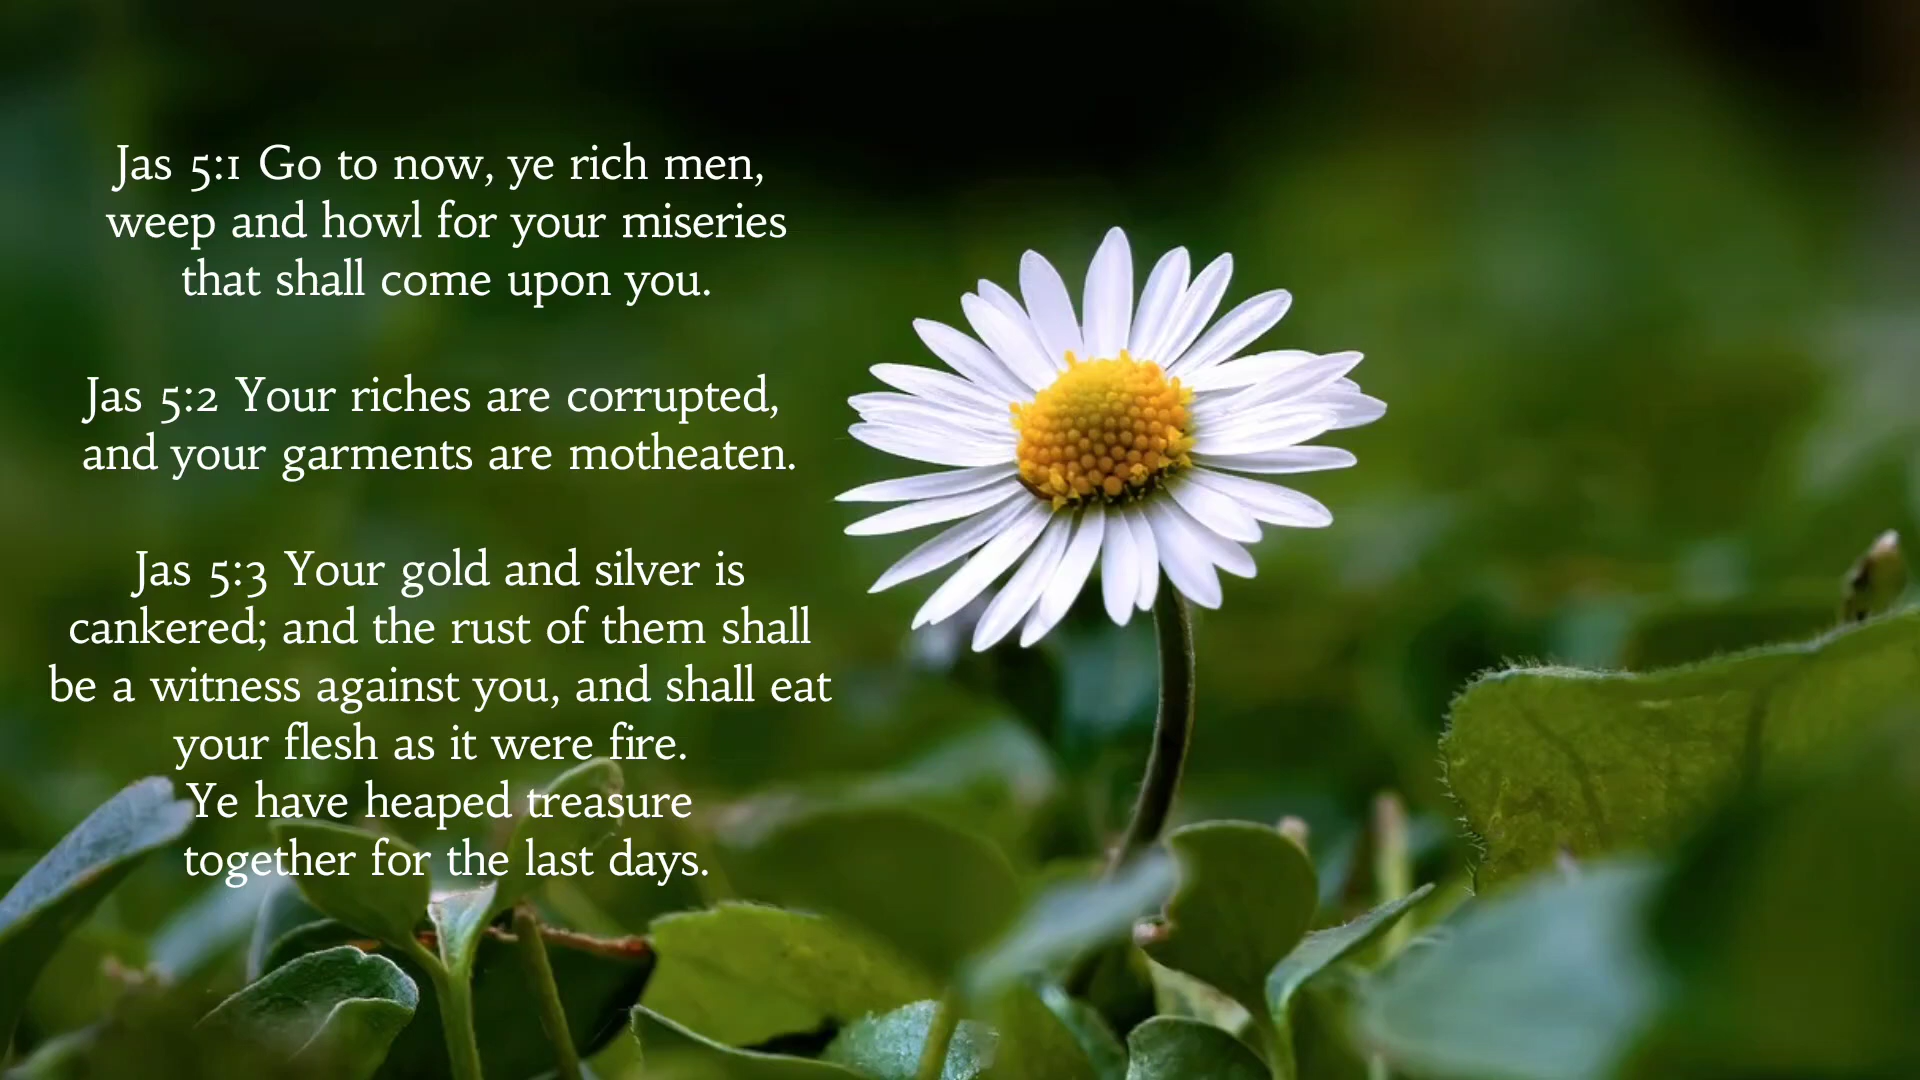 Jas 5:1 Go to now, ye rich men,
weep and howl for your miseries
that shall come upon you.
Jas 5:2 Your riches are corrupted,
and your garments are motheaten.
Jas 5:3 Your gold and silver is
cankered; and the rust of them shall
be a witness against you, and shall eat
your flesh as it were fire.
Ye have heaped treasure
together for the last days.